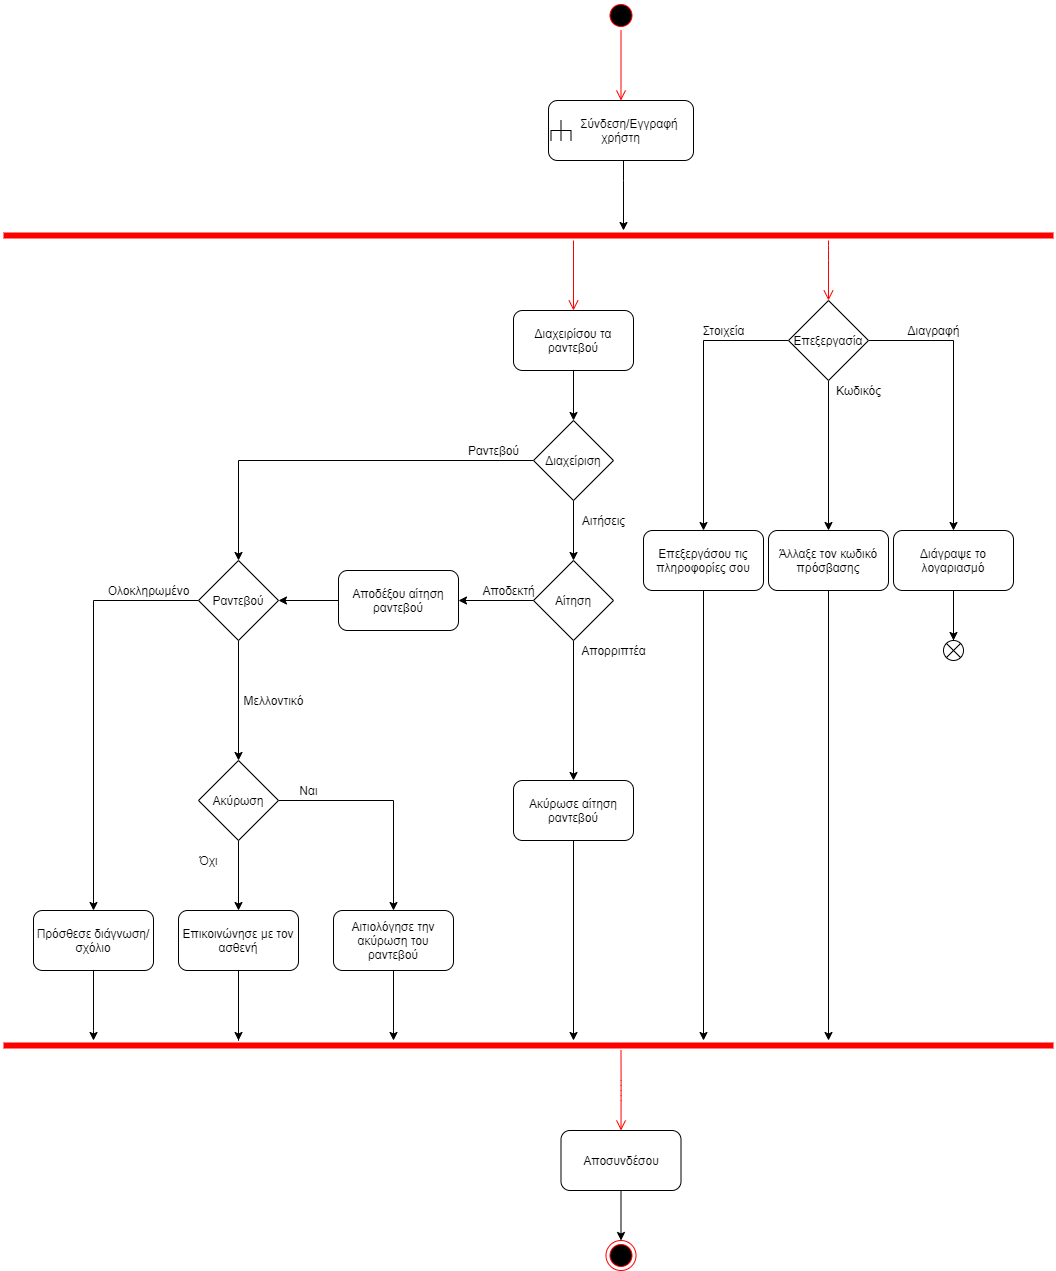 Σύνδεση/Εγγραφή
χρήστη
Διαχειρίσου τα
ραντεβού
Στοιχεία
Επεξεργασία
Διαγραφή
Κωδικός
Ραντεβού
Διαχείριση
Αιτήσεις
Επεξεργάσου τις
πληροφορίες σου
Άλλαξε τον κωδικό
πρόσβασης
Διάγραψε το
λογαριασμό
Ολοκληρωμένο
Ραντεβού
Αποδέξου αίτηση
ραντεβού
Αποδεκτή
Αίτηση
Απορριπτέα
Μελλοντικό
Ακύρωση
Ναι
Όχι
Ακύρωσε αίτηση
ραντεβού
Πρόσθεσε διάγνωση/
σχόλιο
Επικοινώνησε με τον
ασθενή
Αιτιολόγησε την
ακύρωση του
ραντεβού
Αποσυνδέσου